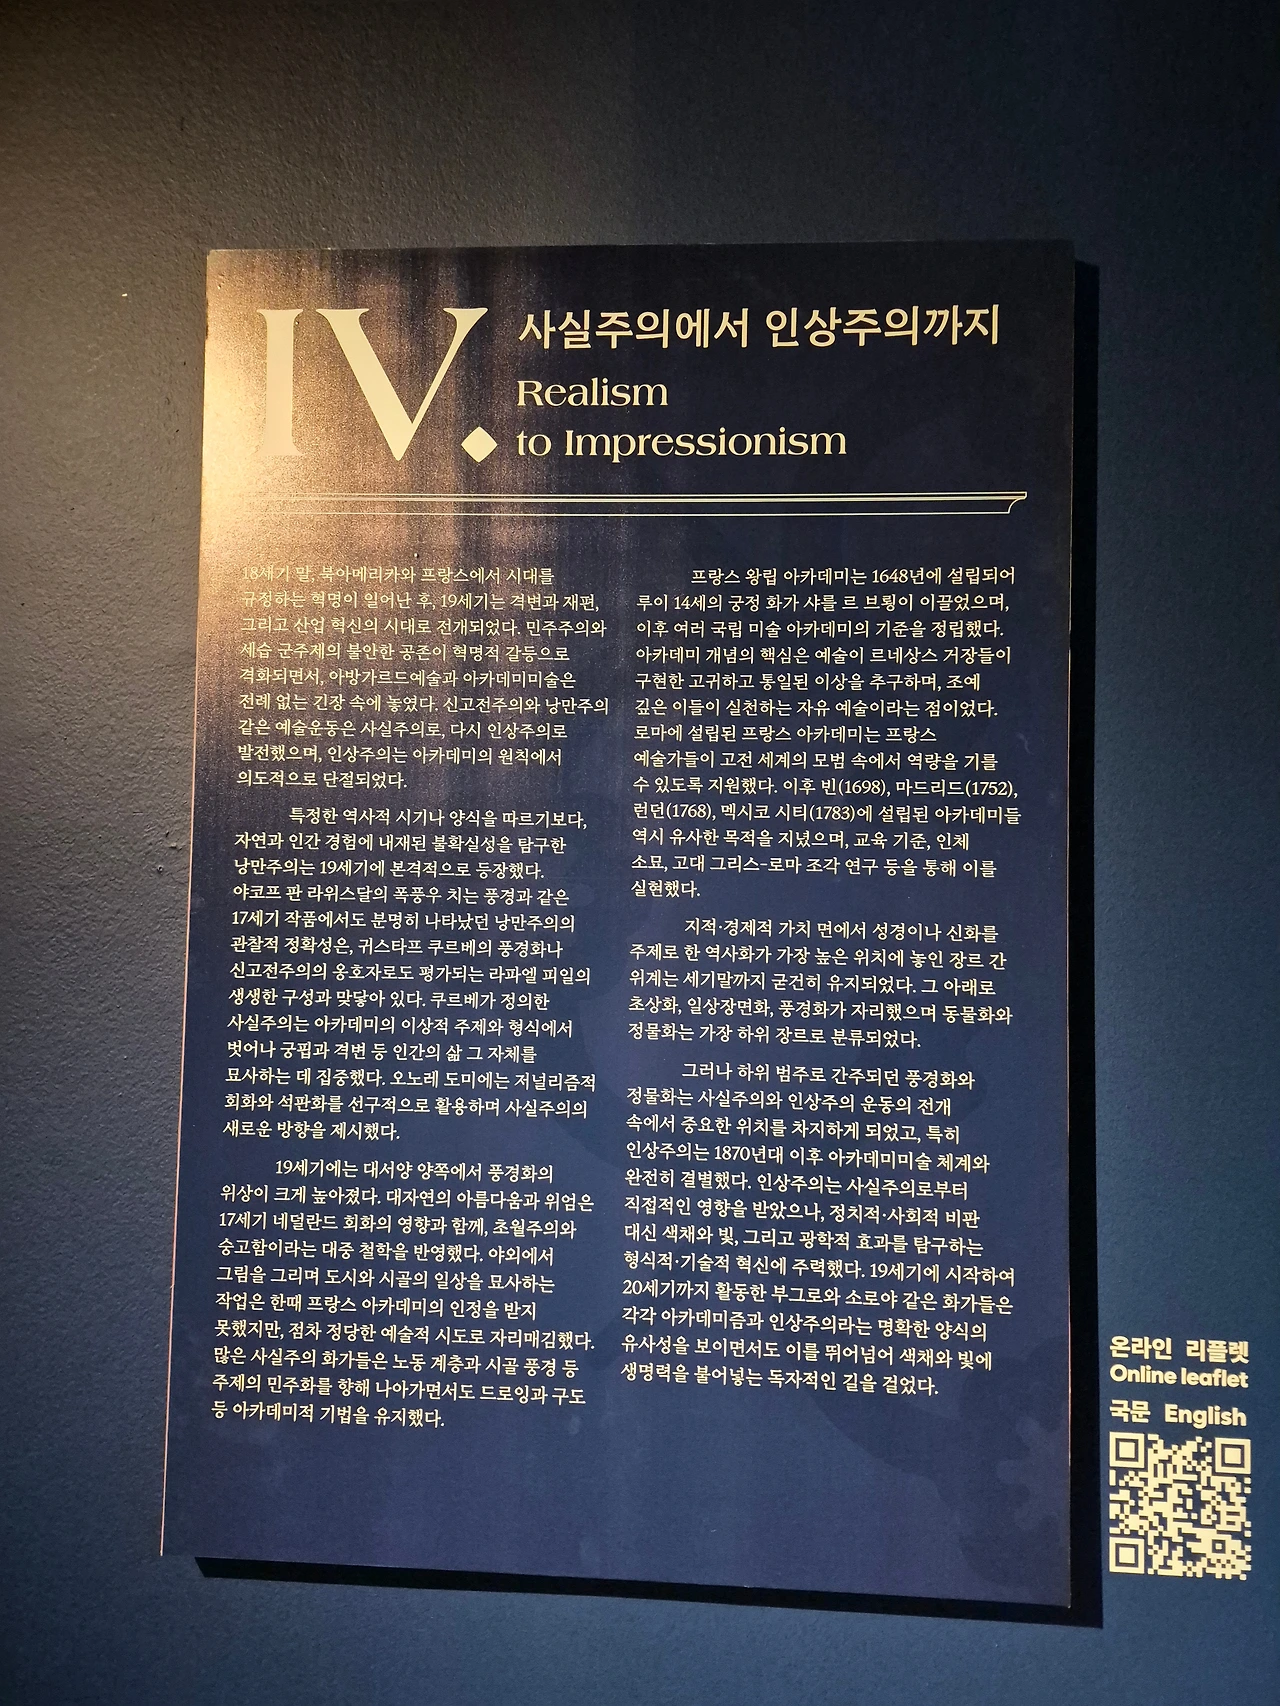 IV.
사실주의에서 인상주의까지
Realism
to Impressionism
18세기 말, 북아메리카와 프랑스에서 시대를
규정하는 혁명이 일어난 후, 19세기는 격변과 재편,
그리고 산업 혁신의 시대로 전개되었다. 민주주의와
세습 군주제의 불안한 공존이 혁명적 갈등으로
격화되면서, 아방가르드예술과 아카데미미술은
전례 없는 긴장 속에 놓였다. 신고전주의와 낭만주의
같은 예술운동은 사실주의로, 다시 인상주의로
발전했으며, 인상주의는 아카데미의 원칙에서
의도적으로 단절되었다.
특정한 역사적 시기나 양식을 따르기보다,
자연과 인간 경험에 내재된 불확실성을 탐구한
낭만주의는 19세기에 본격적으로 등장했다.
야코프 판 라위스달의 폭풍우 치는 풍경과 같은
17세기 작품에서도 분명히 나타났던 낭만주의의
관찰적 정확성은, 귀스타프 쿠르베의 풍경화나
신고전주의의 옹호자로도 평가되는 라파엘 피일의
생생한 구성과 맞닿아 있다. 쿠르베가 정의한
사실주의는 아카데미의 이상적 주제와 형식에서
벗어나 궁핍과 격변 등 인간의 삶 그 자체를
묘사하는 데 집중했다. 오노레 도미에는 저널리즘적
회화와 석판화를 선구적으로 활용하며 사실주의의
새로운 방향을 제시했다.
19세기에는 대서양 양쪽에서 풍경화의
위상이 크게 높아졌다. 대자연의 아름다움과 위엄은
17세기 네덜란드 회화의 영향과 함께, 초월주의와
숭고함이라는 대중 철학을 반영했다. 야외에서
그림을 그리며 도시와 시골의 일상을 묘사하는
작업은 한때 프랑스 아카데미의 인정을 받지
못했지만, 점차 정당한 예술적 시도로 자리매김했다.
많은 사실주의 화가들은 노동 계층과 시골 풍경 등
주제의 민주화를 향해 나아가면서도 드로잉과 구도
등 아카데미적 기법을 유지했다.
프랑스 왕립 아카데미는 1648년에 설립되어
루이 14세의 궁정 화가 샤를 르 브룅이 이끌었으며,
이후 여러 국립 미술 아카데미의 기준을 정립했다.
아카데미 개념의 핵심은 예술이 르네상스 거장들이
구현한 고귀하고 통일된 이상을 추구하며, 조예
깊은 이들이 실천하는 자유 예술이라는 점이었다.
로마에 설립된 프랑스 아카데미는 프랑스
예술가들이 고전 세계의 모범 속에서 역량을 기를
수 있도록 지원했다. 이후 빈(1698), 마드리드(1752),
런던(1768), 멕시코 시티(1783)에 설립된 아카데미들
역시 유사한 목적을 지녔으며, 교육 기준, 인체
소묘, 고대 그리스-로마 조각 연구 등을 통해 이를
실현했다.
지적·경제적 가치 면에서 성경이나 신화를
주제로 한 역사화가 가장 높은 위치에 놓인 장르 간
위계는 세기말까지 굳건히 유지되었다. 그 아래로
초상화, 일상장면화, 풍경화가 자리했으며 동물화와
정물화는 가장 하위 장르로 분류되었다.
그러나 하위 범주로 간주되던 풍경화와
정물화는 사실주의와 인상주의 운동의 전개
속에서 중요한 위치를 차지하게 되었고, 특히
인상주의는 1870년대 이후 아카데미미술 체계와
완전히 결별했다. 인상주의는 사실주의로부터
직접적인 영향을 받았으나, 정치적·사회적 비판
대신 색채와 빛, 그리고 광학적 효과를 탐구하는
형식적·기술적 혁신에 주력했다. 19세기에 시작하여
20세기까지 활동한 부그로와 소로야 같은 화가들은
각각 아카데미즘과 인상주의라는 명확한 양식의
유사성을 보이면서도 이를 뛰어넘어 색채와 빛에
생명력을 불어넣는 독자적인 길을 걸었다.
온라인 리플렛
Online leaflet
국문 English